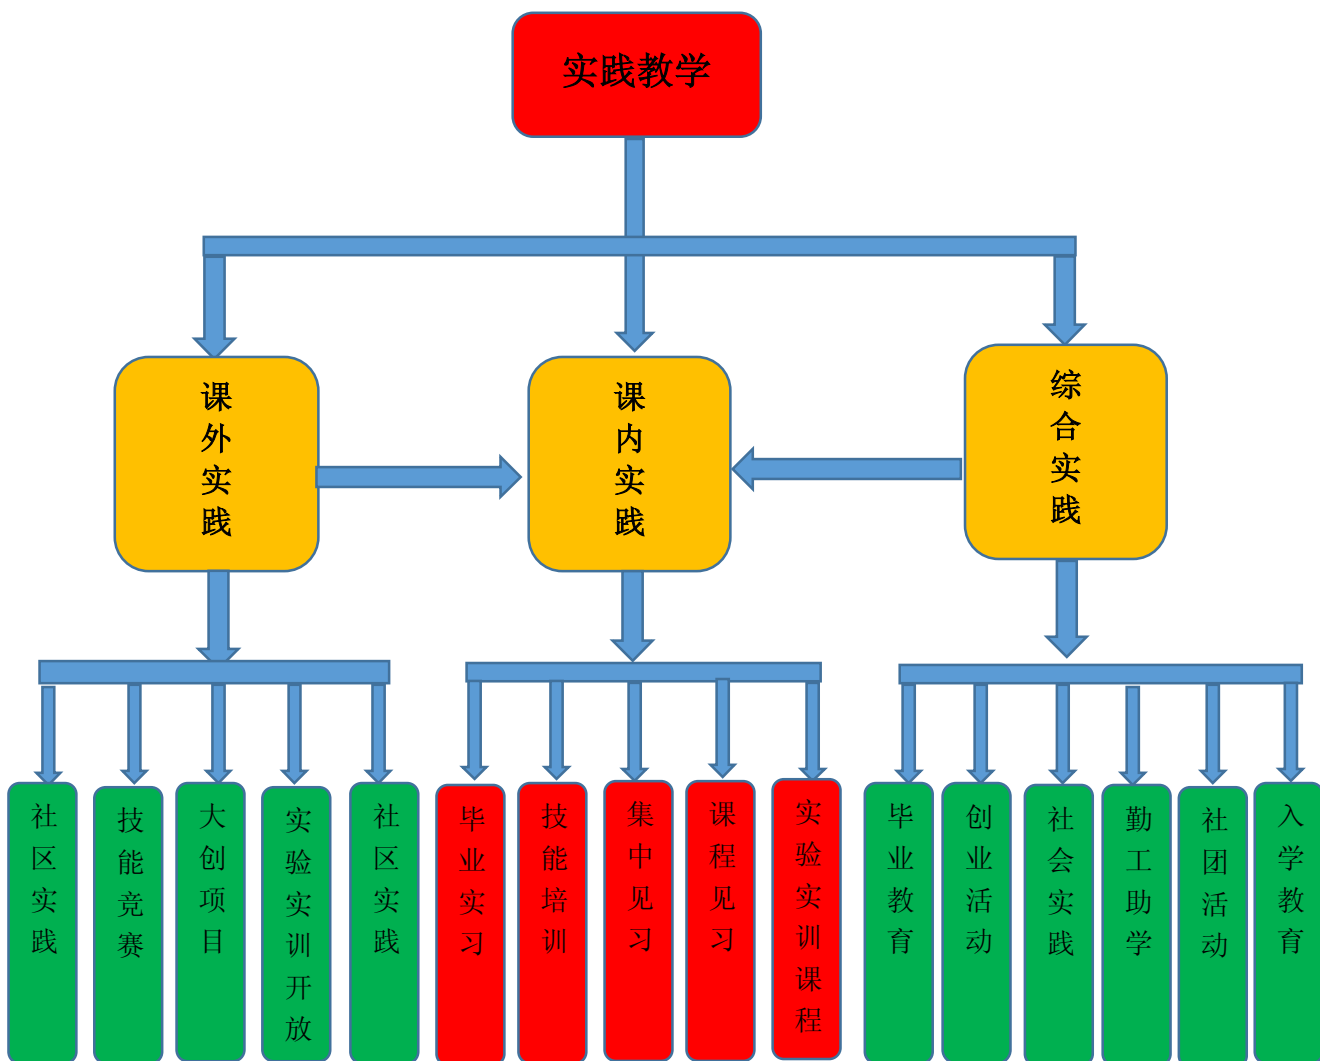 实践教学
课外实践
课内实践
综合实践
社区实践
技能竞赛
大创项目
实验实训开放
社区实践
毕业实习
技能培训
集中见习
课程见习
实验实训课程
毕业教育
创业活动
社会实践
勤工助学
社团活动
入学教育